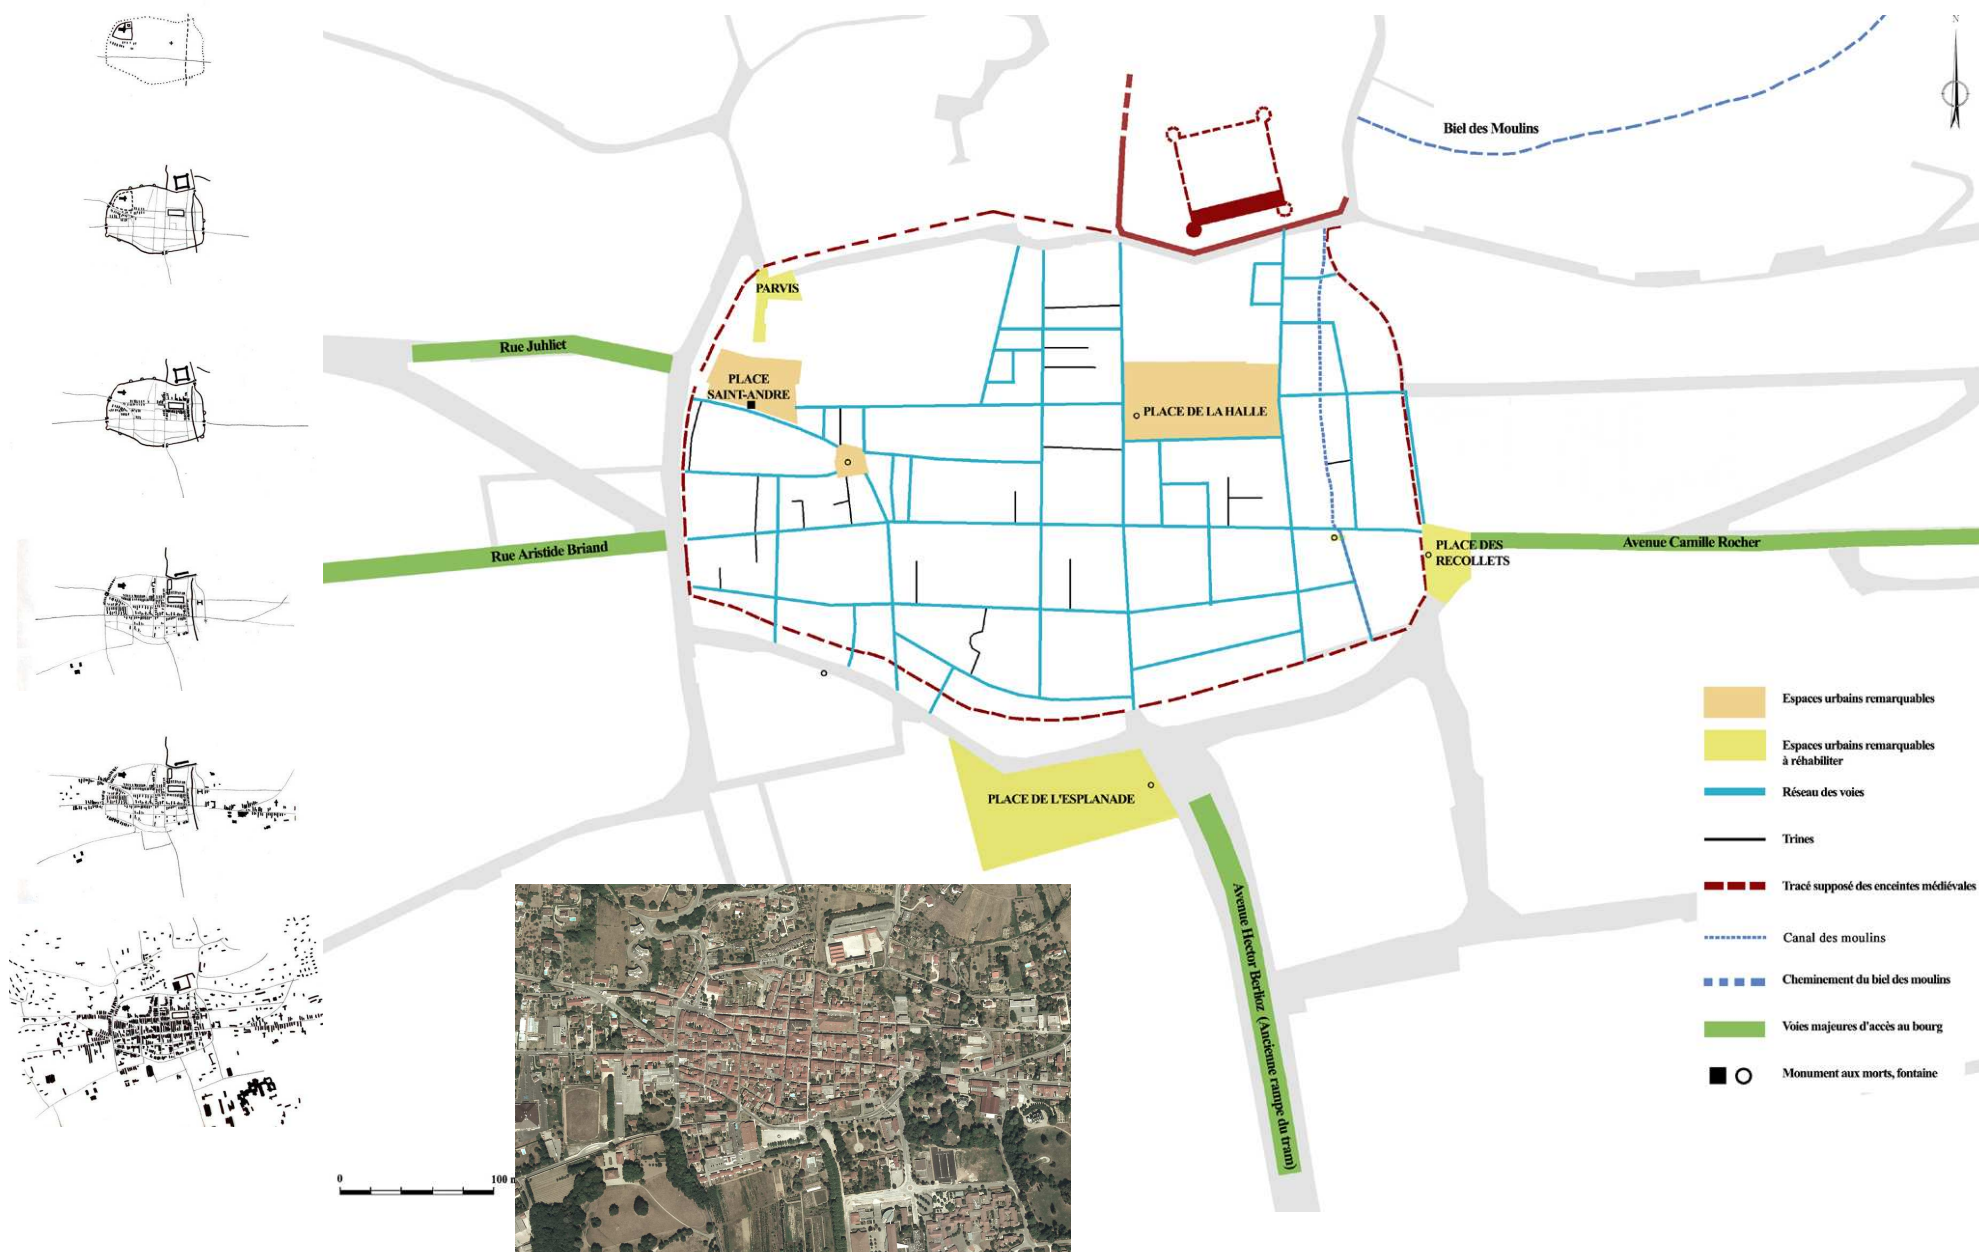 N
Biel des Moulins
PARVIS
Rue Juhliet
PLACE
SAINT-ANDRE
PLACE DE LA HALLE
Rue Aristide Briand
PLACE DES
RECOLLETS
Avenue Camille Rocher
PLACE DE L'ESPLANADE
Avenue Hector Berlioz (Ancienne rampe du tram)
Espaces urbains remarquables
Espaces urbains remarquables
à réhabiliter
Réseau des voies
Trines
Tracé supposé des enceintes médiévales
Canal des moulins
Cheminement du biel des moulins
Voies majeures d'accès au bourg
Monument aux morts, fontaine
0 100 m